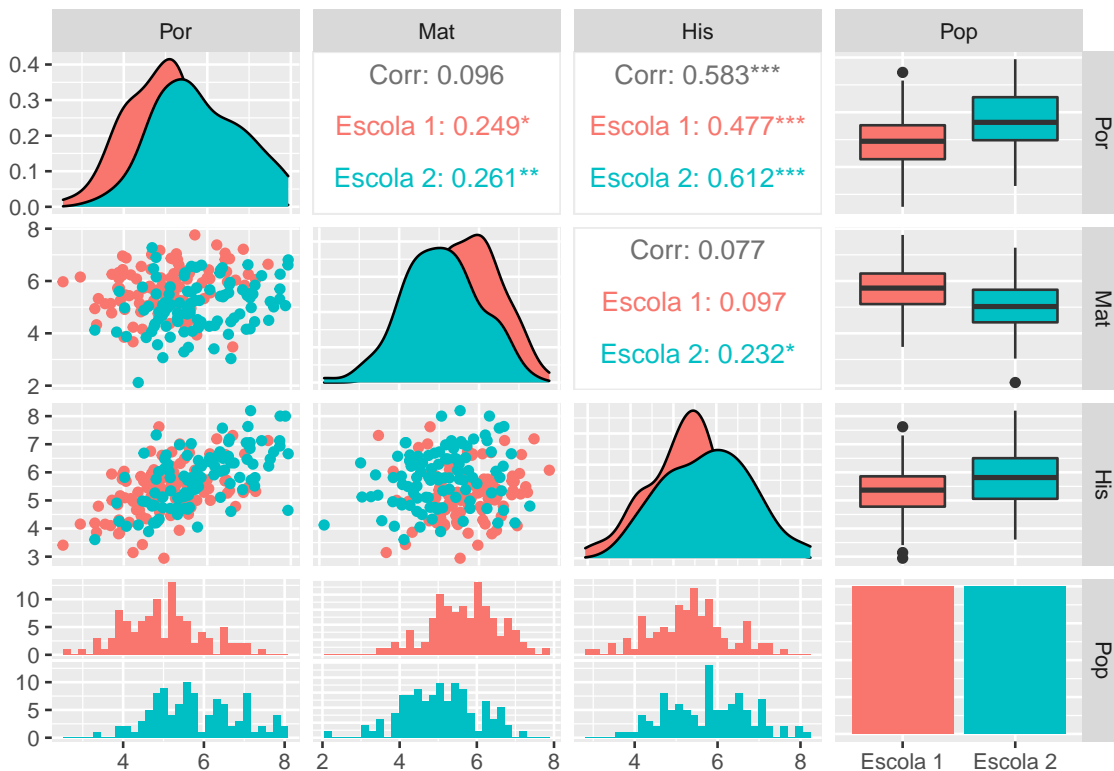 Por Mat His Pop
0.4
0.3
0.2
0.1
0.0
Corr: 0.096
Escola 1: 0.249*
Escola 2: 0.261**
Corr: 0.583***
Escola 1: 0.477***
Escola 2: 0.612***
Por
8
6
4
2
Corr: 0.077
Escola 1: 0.097
Escola 2: 0.232*
Mat
8
7
6
5
4
3
His
10
5
0
10
5
0
Pop
4 6 8 2 4 6 8 4 6 8 Escola 1 Escola 2